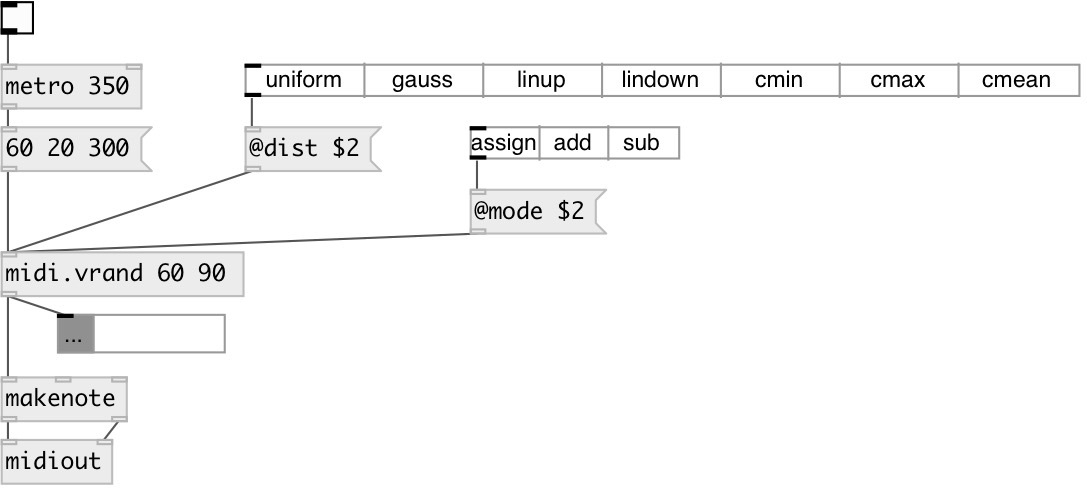 metro 350
uniform gauss linup lindown cmin cmax cmean
60 20 300
@dist $2
assign add sub
@mode $2
midi.vrand 60 90
...
makenote
midiout